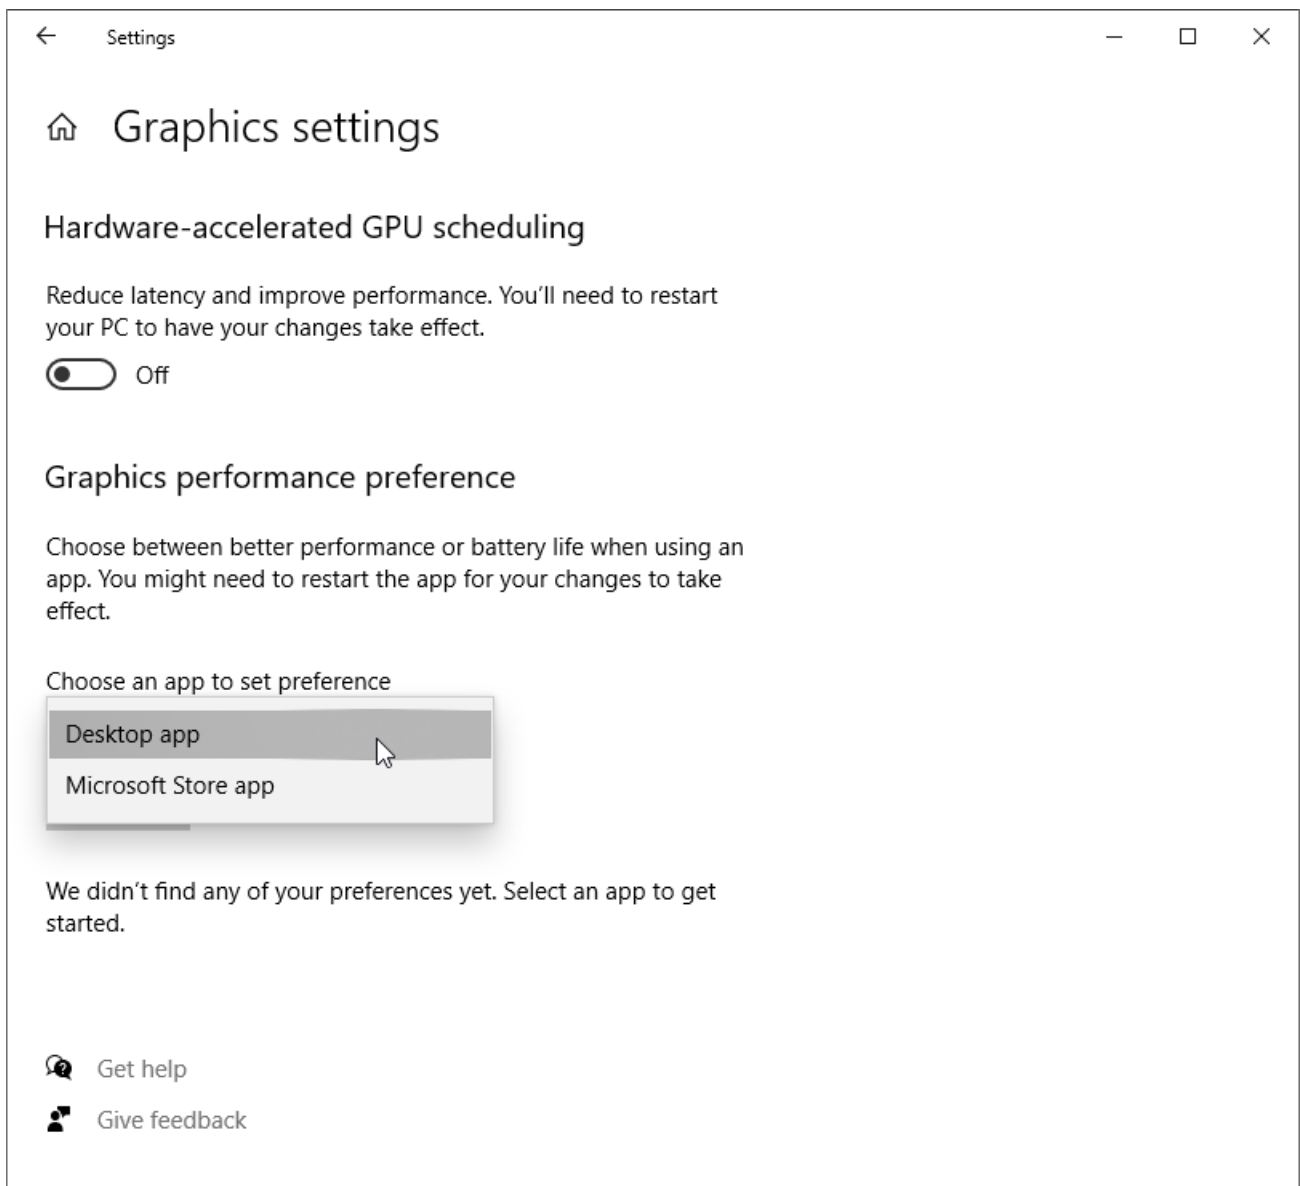 Settings
Graphics settings
Hardware-accelerated GPU scheduling
Reduce latency and improve performance. You’ll need to restart
your PC to have your changes take effect.
Off
Graphics performance preference
Choose between better performance or battery life when using an
app. You might need to restart the app for your changes to take
effect.
Choose an app to set preference
Desktop app
Microsoft Store app
We didn’t find any of your preferences yet. Select an app to get
started.
Get help
Give feedback